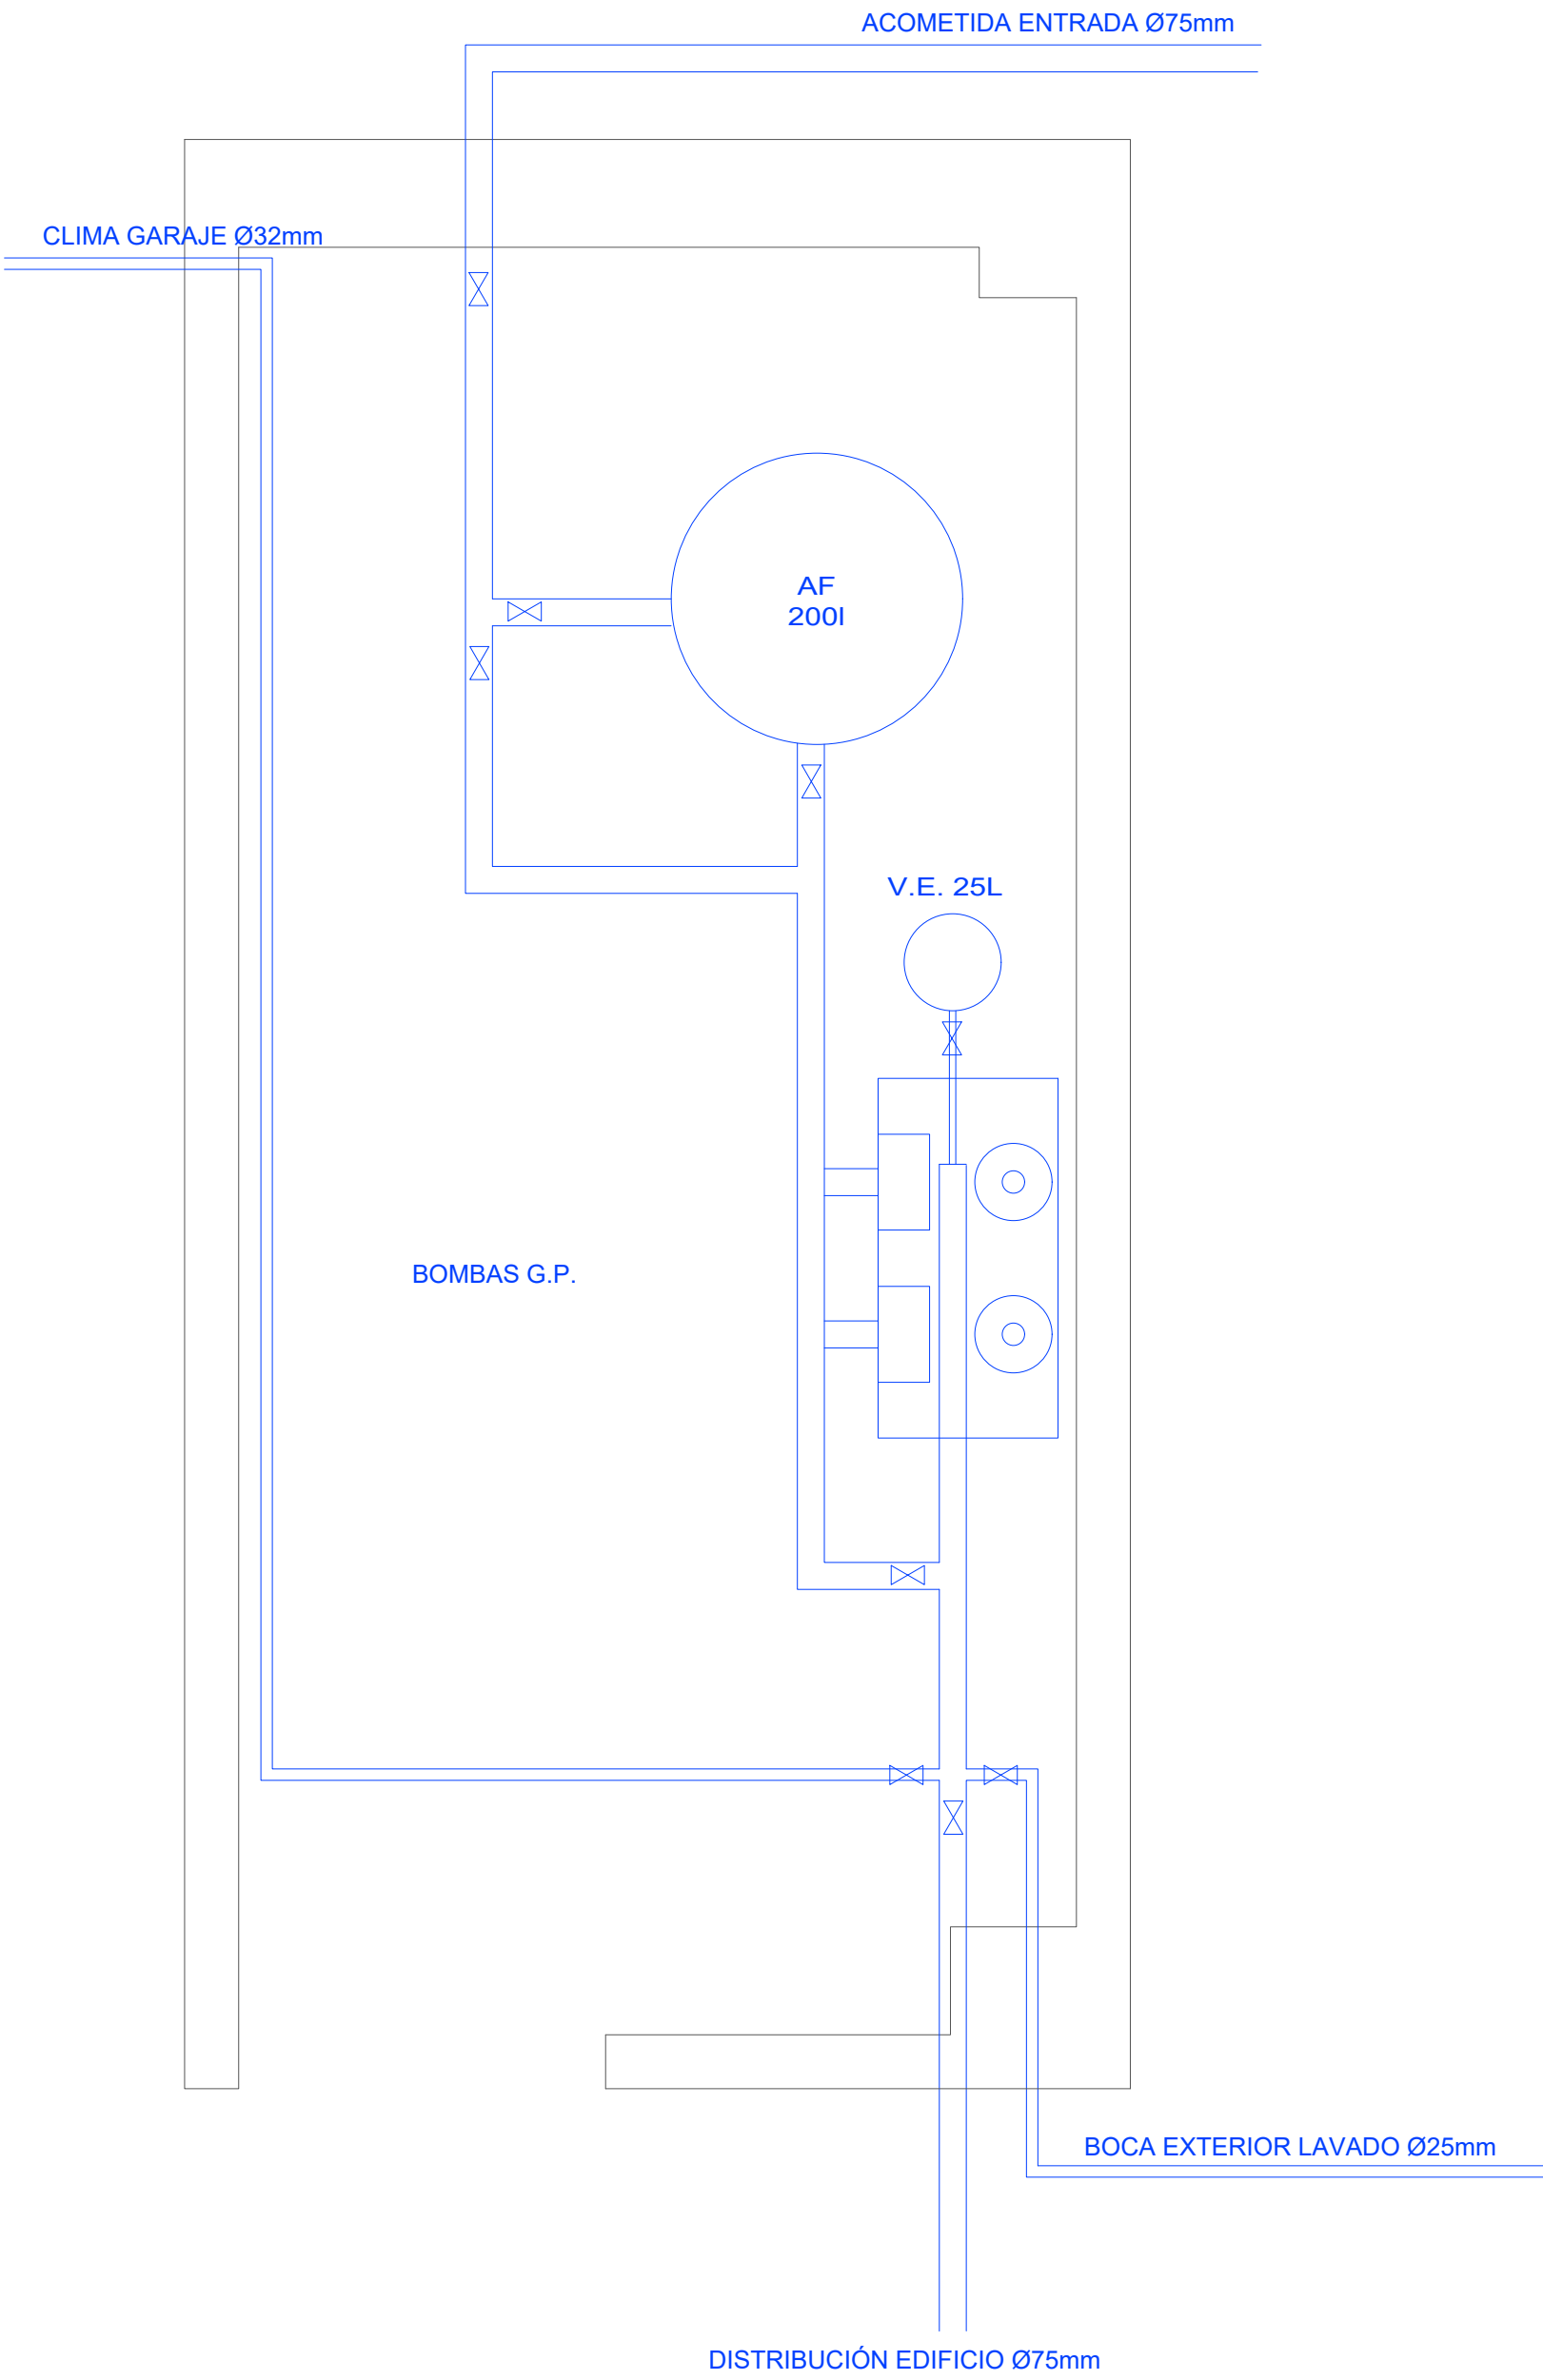 ACOMETIDA ENTRADA Ø75mm
CLIMA GARAJE Ø32mm
AF
200l
V.E. 25L
BOMBAS G.P.
BOCA EXTERIOR LAVADO Ø25mm
DISTRIBUCIÓN EDIFICIO Ø75mm